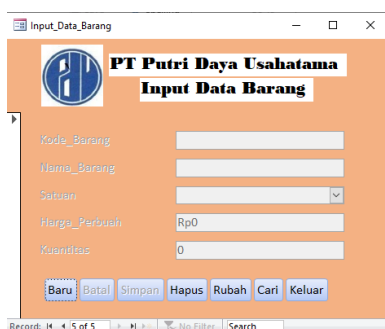 Input_Data_Barang
PT Putri Daya Usahatama
Input Data Barang
Kode_Barang
Nama_Barang
Satuan
Harga_Perbuah Rp0
Kuantitas 0
Baru Batal Simpan Hapus Rubah Cari Keluar
Record: 5 of 5 No Filter Search